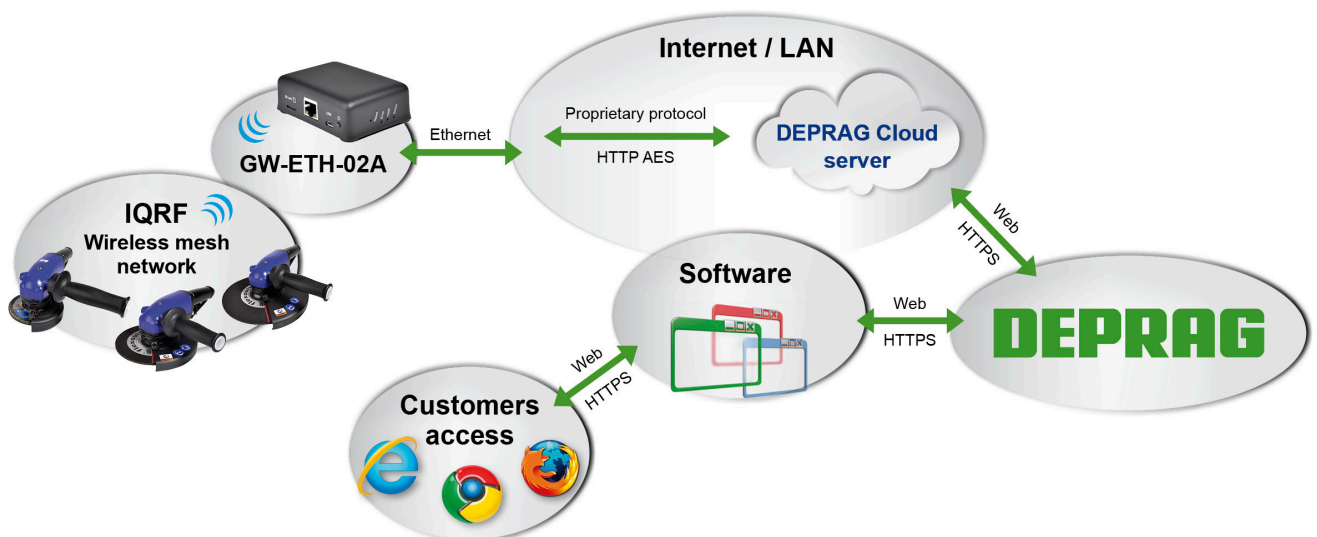 Internet / LAN
Proprietary protocol
HTTP AES
DEPRAG Cloud
server
Ethernet
GW-ETH-02A
IQRF
Wireless mesh
network
Web
HTTPS
Software
Web
HTTPS
DEPRAG
Web
HTTPS
Customers
access